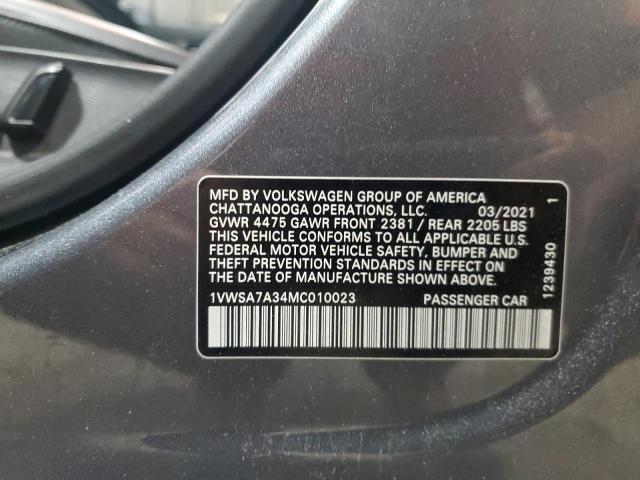 MFD BY VOLKSWAGEN GROUP OF AMERICA
CHATTANOOGA OPERATIONS, LLC. 03/2021
GVWR 4475 GAWR FRONT 2381 / REAR 2205 LBS
THIS VEHICLE CONFORMS TO ALL APPLICABLE U.S.
FEDERAL MOTOR VEHICLE SAFETY, BUMPER AND
THEFT PREVENTION STANDARDS IN EFFECT ON
THE DATE OF MANUFACTURE SHOWN ABOVE.
1VWSA7A34MC010023 PASSENGER CAR
1239430 1